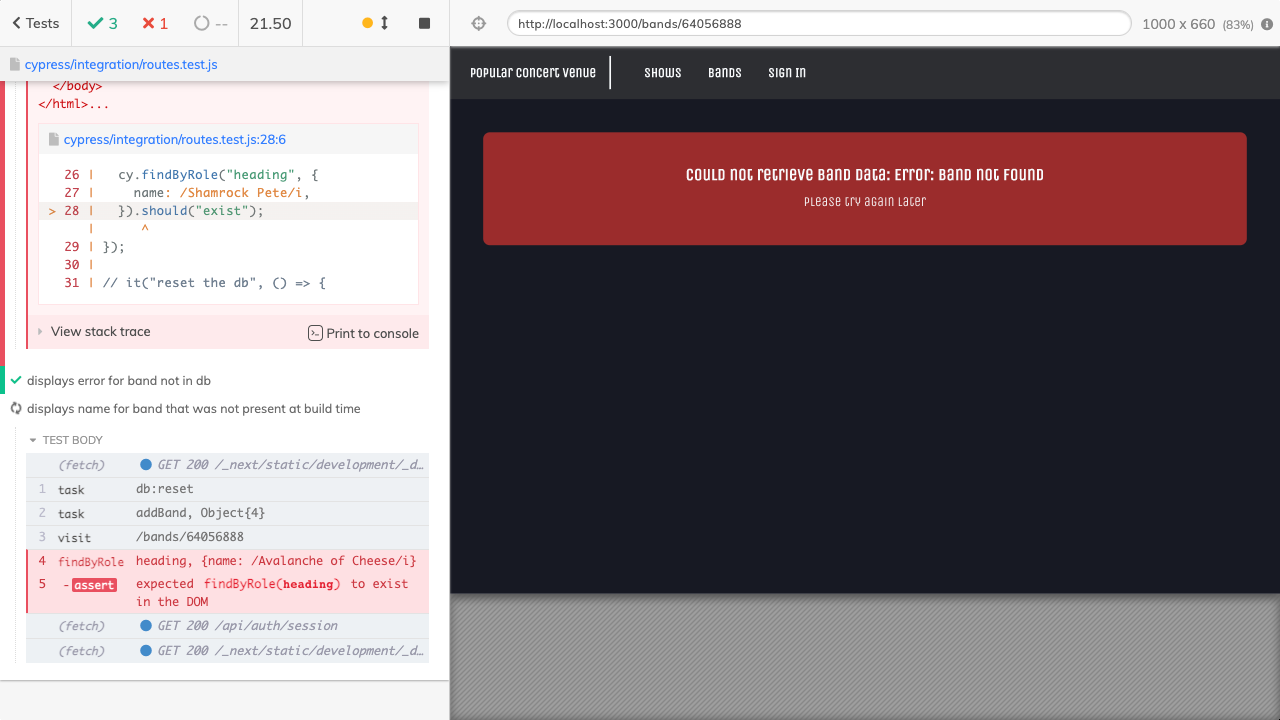 Tests
3
1
--
21.50
http://localhost:3000/bands/64056888
1000 x 660 (83%)
cypress/integration/routes.test.js
</body>
</html>...
cypress/integration/routes.test.js:28:6
26 | cy.findByRole("heading", {
27 | name: /Shamrock Pete/i,
> 28 | }).should("exist");
| ^
29 | });
30 |
31 | // it("reset the db", () => {
View stack trace
Print to console
displays error for band not in db
displays name for band that was not present at build time
TEST BODY
(fetch) GET 200 /_next/static/development/_d…
1 task db:reset
2 task addBand, Object{4}
3 visit /bands/64056888
4 findByRole heading, {name: /Avalanche of Cheese/i}
5 -assert expected findByRole(heading) to exist
in the DOM
(fetch) GET 200 /api/auth/session
(fetch) GET 200 /_next/static/development/_d…
Popular Concert Venue
Shows
Bands
Sign in
Could not retrieve band data: Error: Band not found
Please try again later